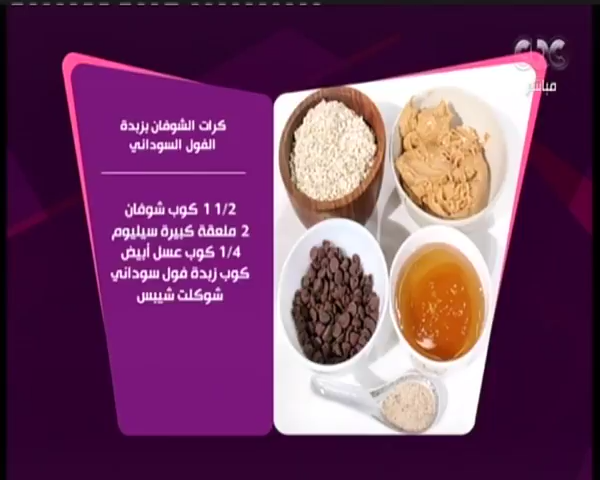 كرات الشوفان بزبدة
الفول السوداني
1 1/2 كوب شوفان
2 ملعقة كبيرة سيليوم
1/4 كوب عسل أبيض
كوب زبدة فول سوداني
شوكلت شيبس
CBC
مباشر